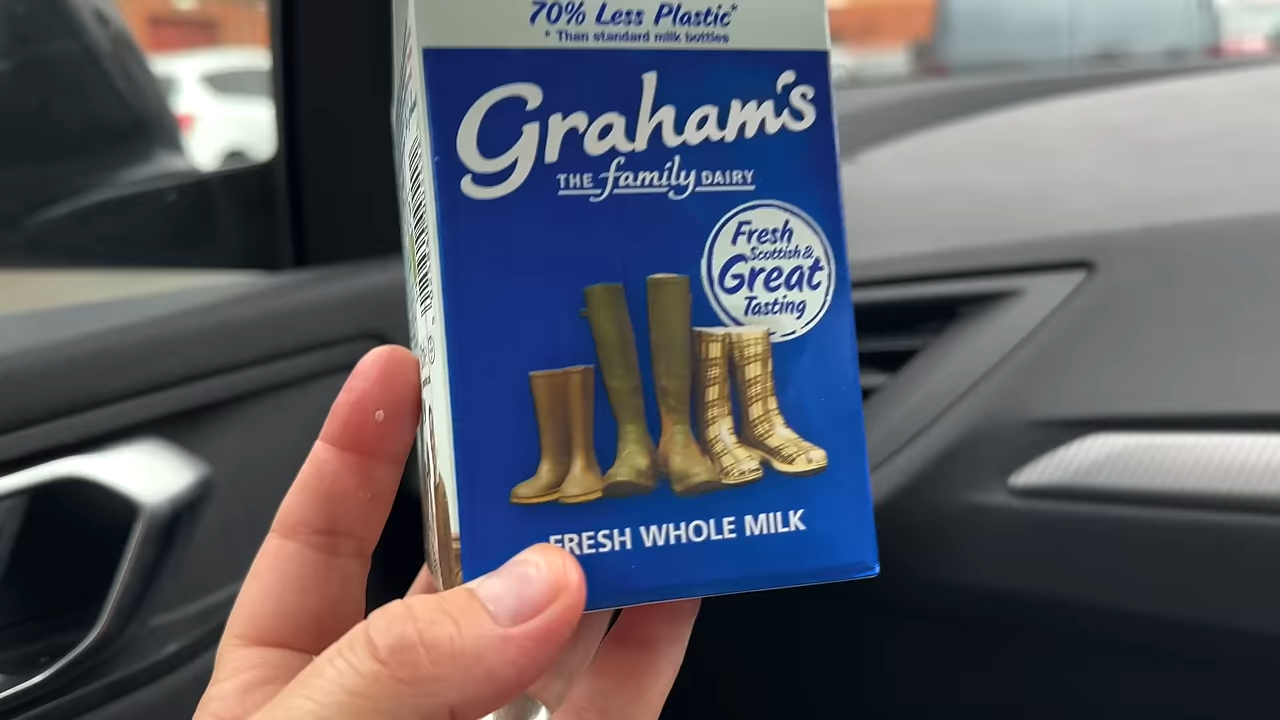 70% Less Plastic*
* Than standard milk bottles
Graham's
THE family DAIRY
Fresh
Scottish &
Great
Tasting
FRESH WHOLE MILK